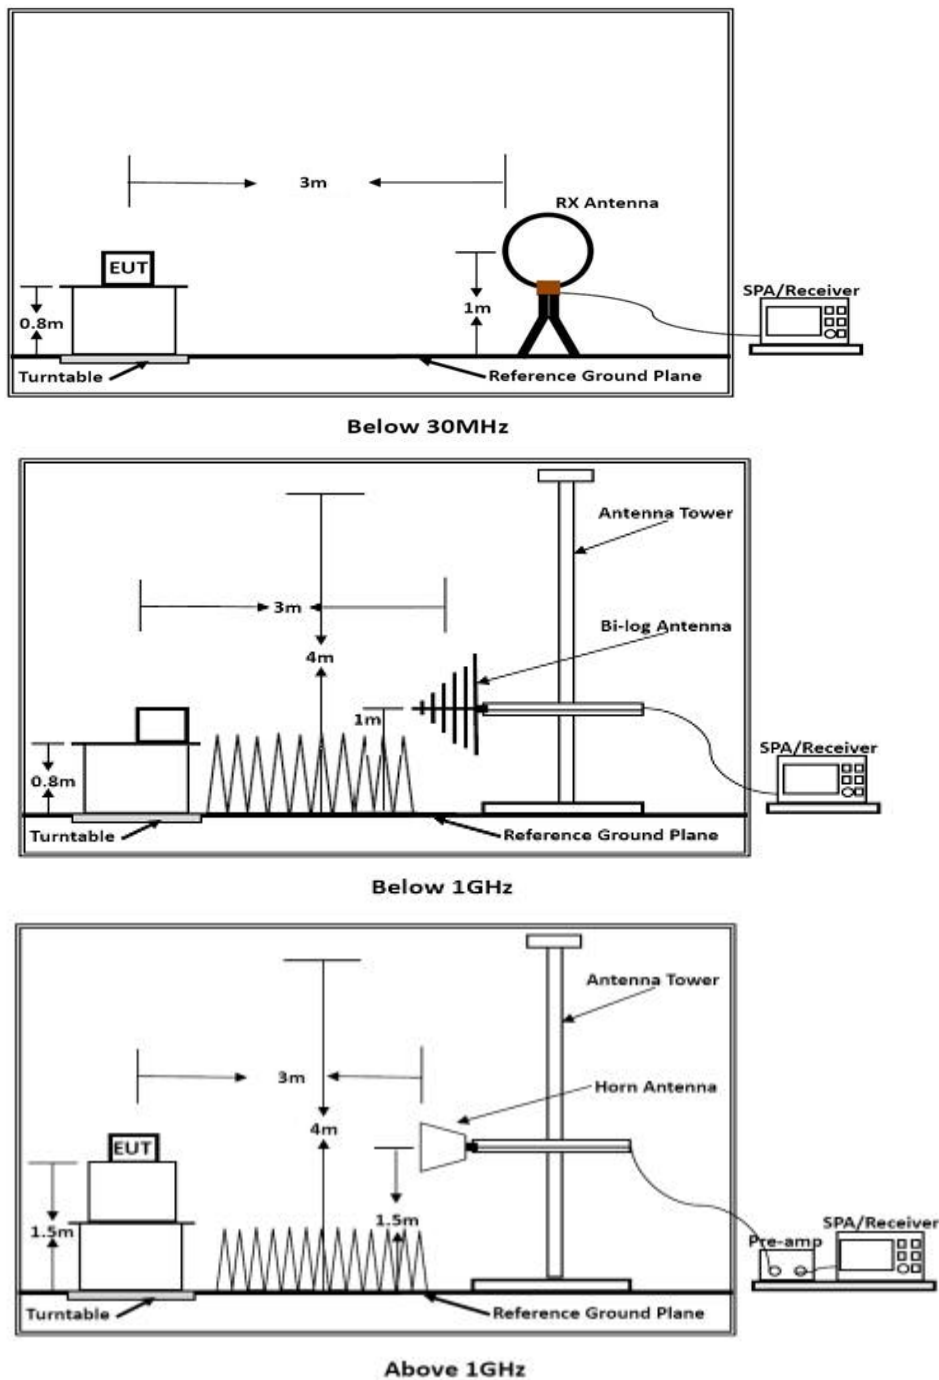 3m
RX Antenna
EUT
SPA/Receiver
0.8m
1m
Turntable
Reference Ground Plane
Below 30MHz
Antenna Tower
3m
Bi-log Antenna
4m
1m
SPA/Receiver
0.8m
Turntable
Reference Ground Plane
Below 1GHz
Antenna Tower
3m
Horn Antenna
4m
EUT
1.5m
1.5m
SPA/Receiver
Pre-amp
Turntable
Reference Ground Plane
Above 1GHz